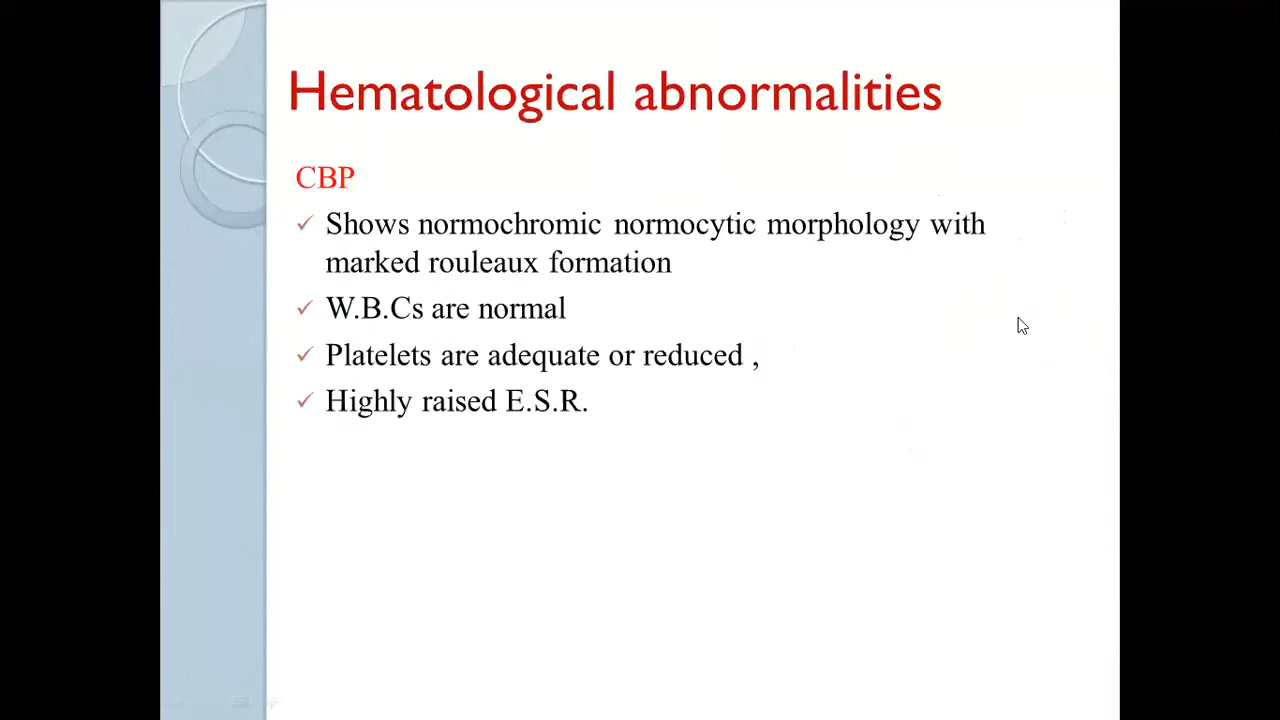 Hematological abnormalities
CBP
Shows normochromic normocytic morphology with
marked rouleaux formation
W.B.Cs are normal
Platelets are adequate or reduced ,
Highly raised E.S.R.